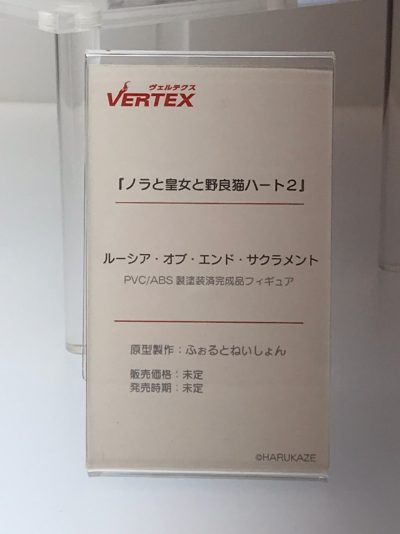 ヴェルテクス
VERTEX
『ノラと皇女と野良猫ハート2』
ルーシア・オブ・エンド・サクラメント
PVC/ABS製塗装済完成品フィギュア
原型製作：ふぉるとねいしょん
販売価格：未定
発売時期：未定
©HARUKAZE